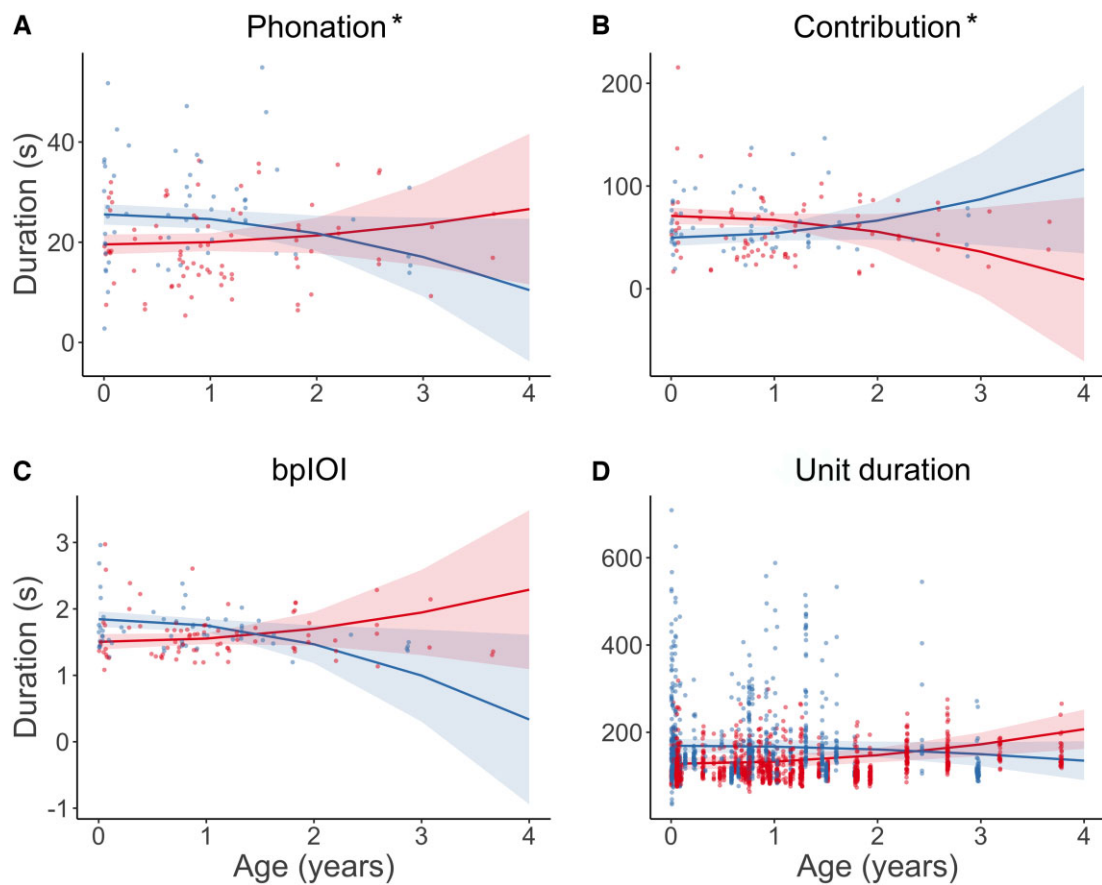 A Phonation *
B Contribution *
Duration (s)
40
20
0
0 1 2 3 4
200
100
0
0 1 2 3 4
C bpIOI
D Unit duration
Duration (s)
3
2
1
0
-1
0 1 2 3 4
Age (years)
600
400
200
0 1 2 3 4
Age (years)